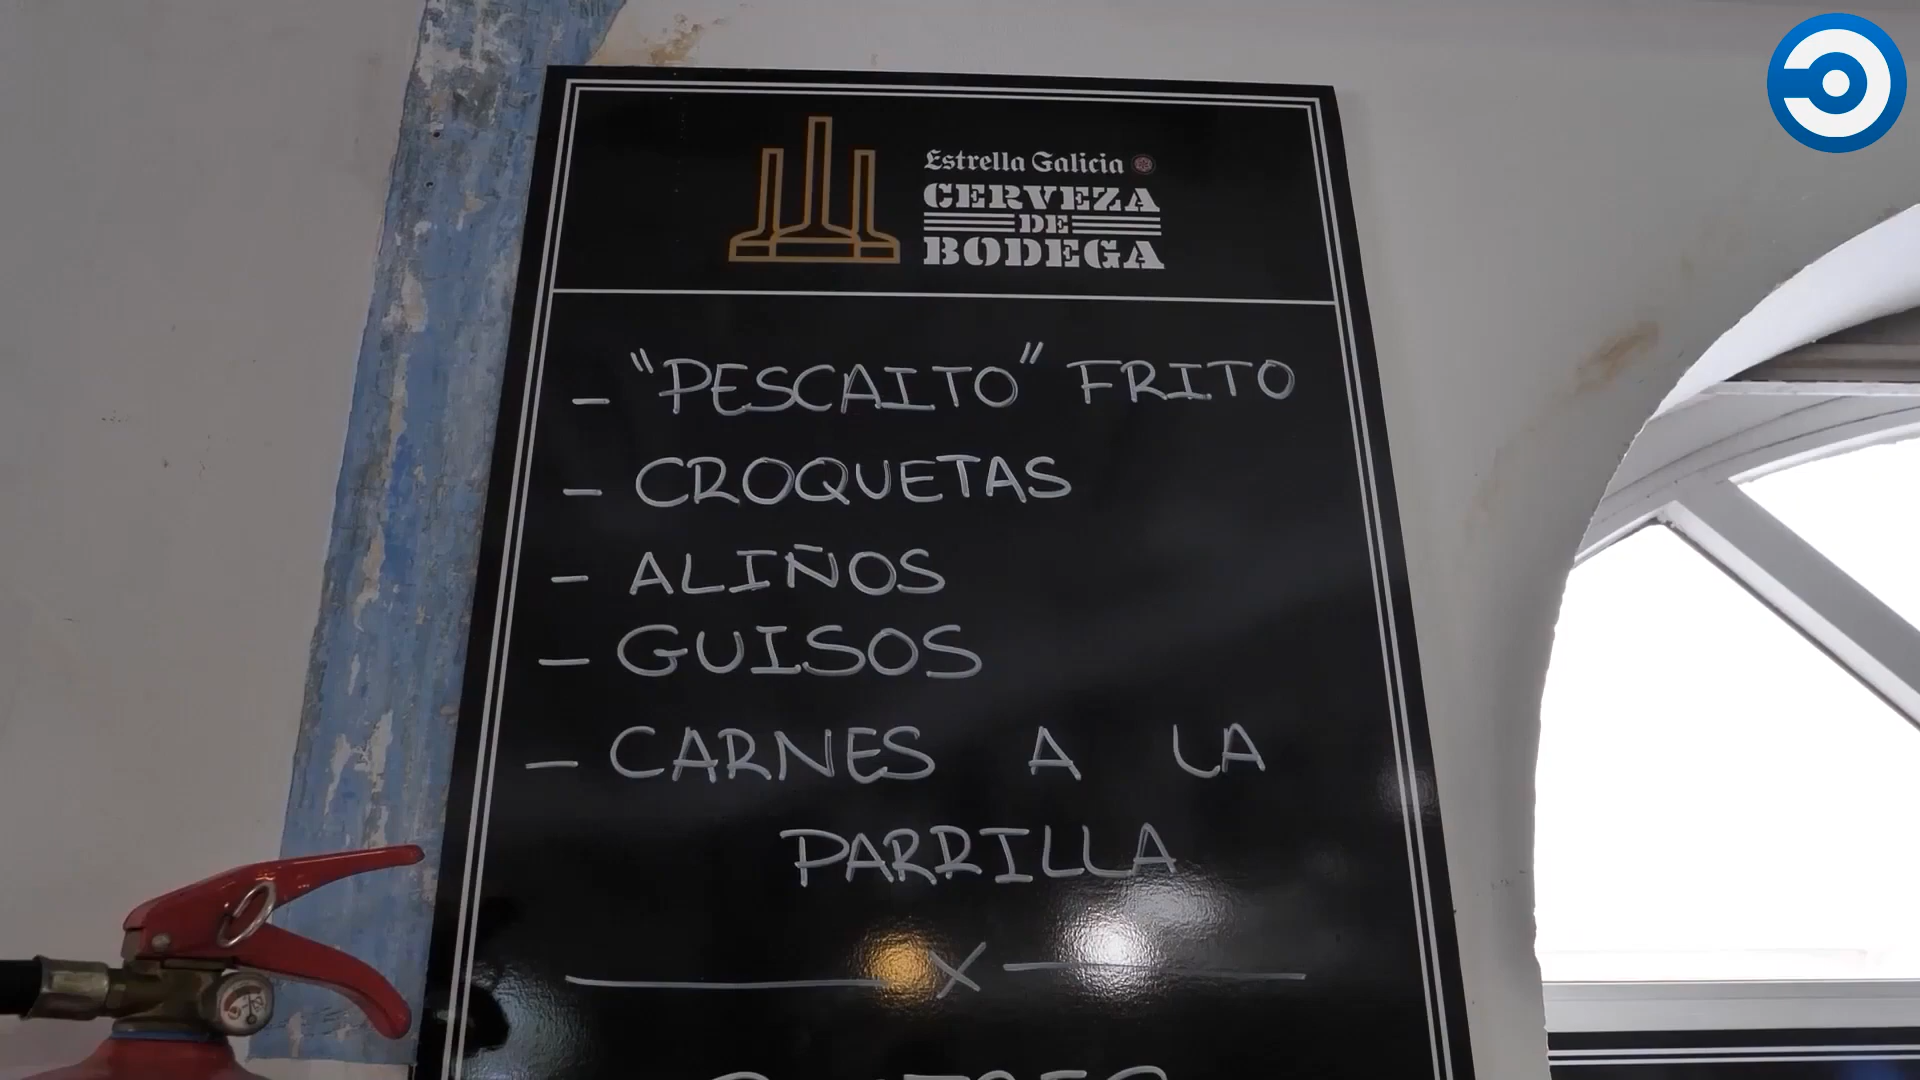 Estrella Galicia
CERVEZA
DE
BODEGA
- "PESCAITO" FRITO
- CROQUETAS
- ALIÑOS
- GUISOS
- CARNES A LA
PARRILLA
X